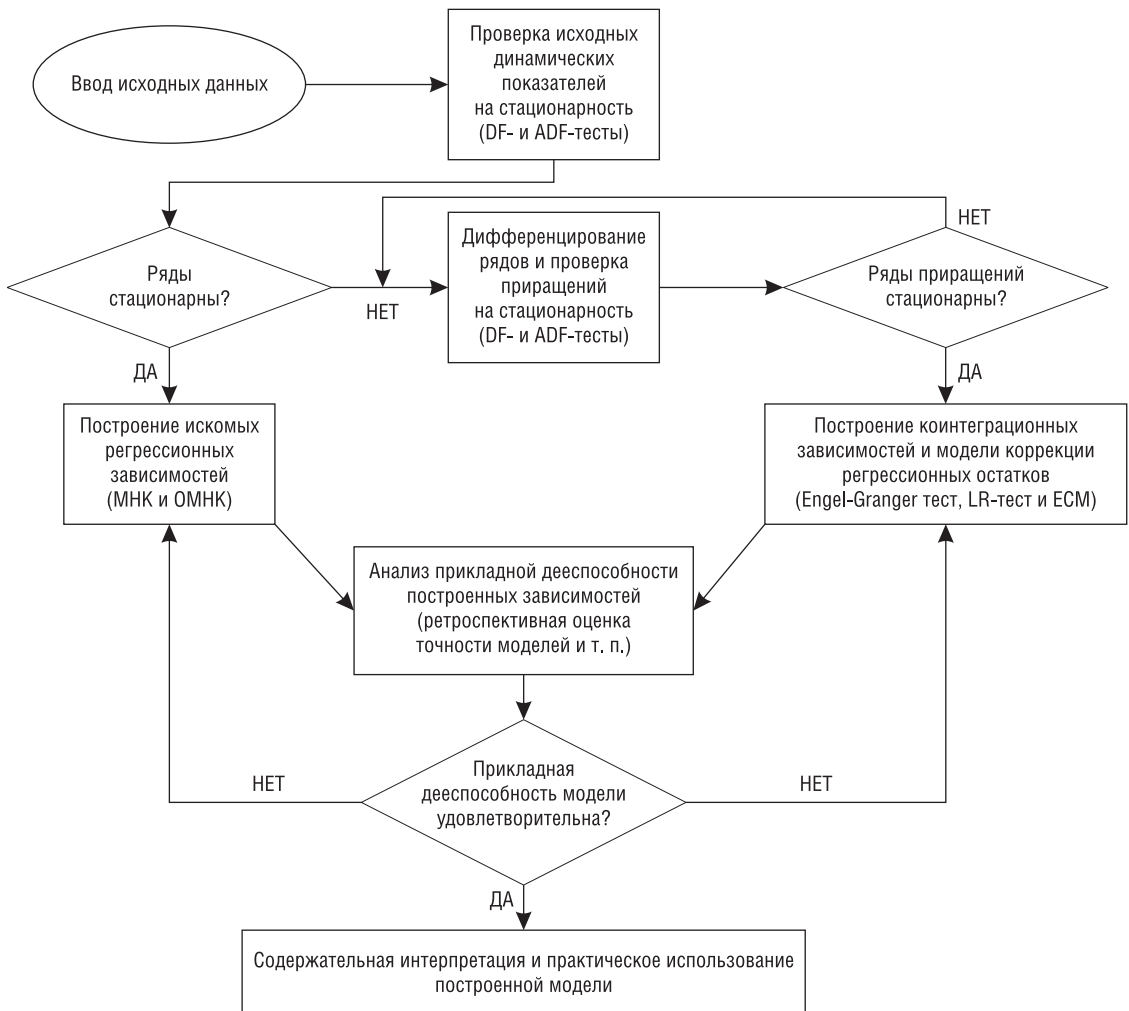 Ввод исходных данных
Проверка исходных
динамических
показателей
на стационарность
(DF- и ADF-тесты)
Ряды
стационарны?
НЕТ
Дифференцирование
рядов и проверка
приращений
на стационарность
(DF- и ADF-тесты)
НЕТ
Ряды приращений
стационарны?
ДА
ДА
Построение искомых
регрессионных
зависимостей
(МНК и ОМНК)
Построение коинтеграционных
зависимостей и модели коррекции
регрессионных остатков
(Engel-Granger тест, LR-тест и ECM)
Анализ прикладной дееспособности
построенных зависимостей
(ретроспективная оценка
точности моделей и т. п.)
НЕТ
Прикладная
дееспособность модели
удовлетворительна?
НЕТ
ДА
Содержательная интерпретация и практическое использование
построенной модели